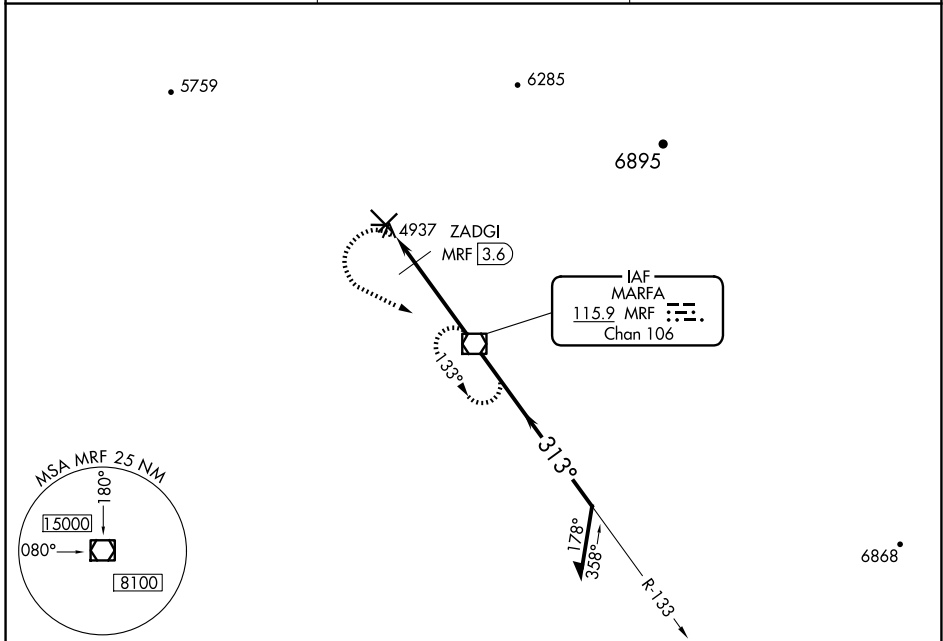 5759
6285
6895
4937 ZADGI
MRF 3.6
IAF
MARFA
115.9 MRF
Chan 106
133°
313°
MSA MRF 25 NM
180°
15000
080°
8100
178°
358°
6868
R-133